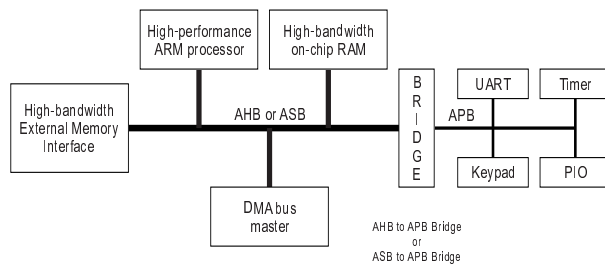 High-performance
ARM processor
High-bandwidth
on-chip RAM
High-bandwidth
External Memory
Interface
AHB or ASB
B
R
I
D
G
E
APB
UART
Timer
Keypad
PIO
DMA bus
master
AHB to APB Bridge
or
ASB to APB Bridge